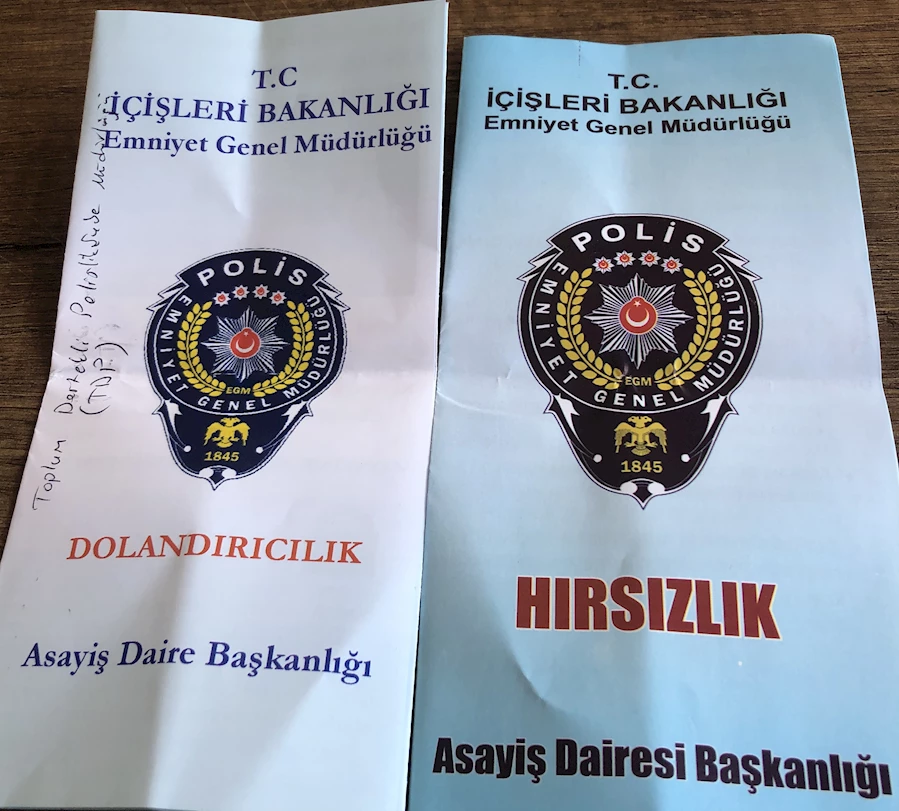 T.C
İÇİŞLERİ BAKANLIĞI
Emniyet Genel Müdürlüğü
Toplum Destekli Polislik Şube Müdürlüğü
(TDP)
POLİS
EMNİYET GENEL MÜDÜRLÜĞÜ
EGM
1845
DOLANDIRICILIK
Asayiş Daire Başkanlığı
T.C.
İÇİŞLERİ BAKANLIĞI
Emniyet Genel Müdürlüğü
POLİS
EMNİYET GENEL MÜDÜRLÜĞÜ
EGM
1845
HIRSIZLIK
Asayiş Dairesi Başkanlığı